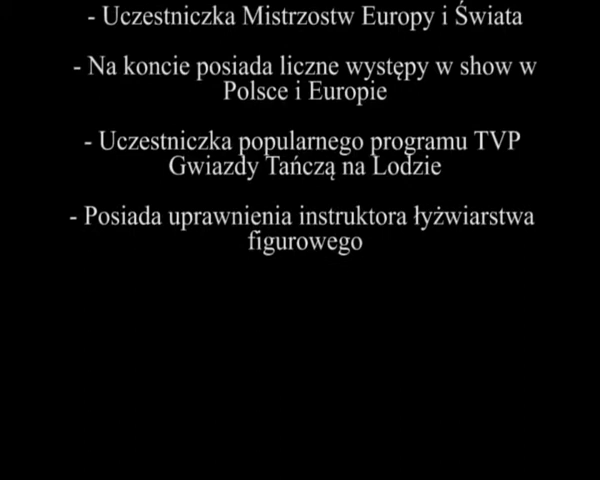 - Uczestniczka Mistrzostw Europy i Świata
- Na koncie posiada liczne występy w show w
Polsce i Europie
- Uczestniczka popularnego programu TVP
Gwiazdy Tańczą na Lodzie
- Posiada uprawnienia instruktora łyżwiarstwa
figurowego